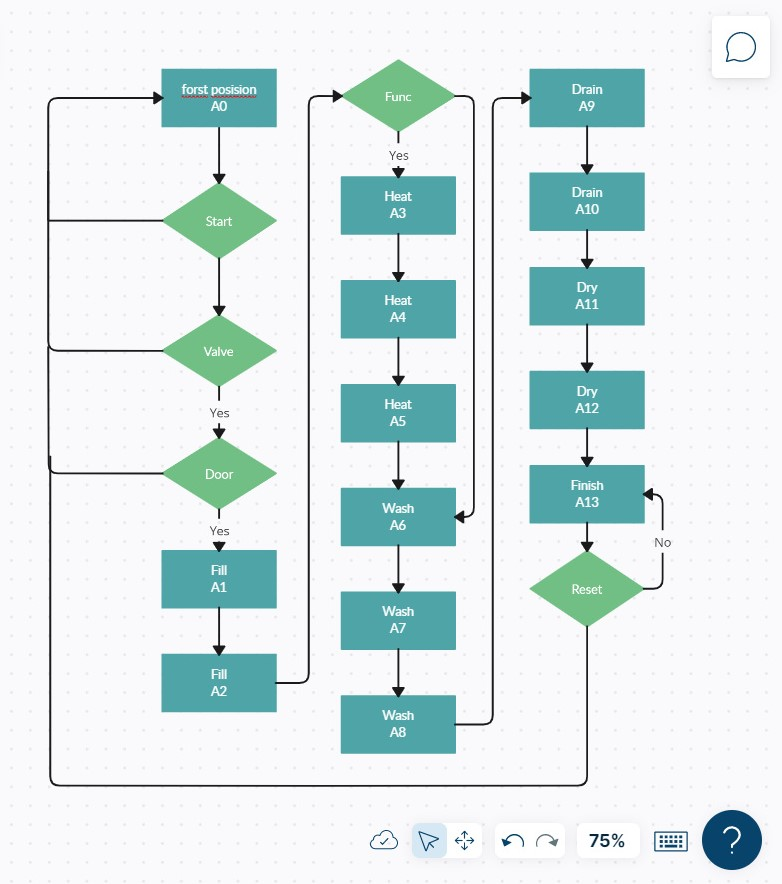 forst posision
A0
Start
Valve
Yes
Door
Yes
Fill
A1
Fill
A2
Func
Yes
Heat
A3
Heat
A4
Heat
A5
Wash
A6
Wash
A7
Wash
A8
Drain
A9
Drain
A10
Dry
A11
Dry
A12
Finish
A13
No
Reset
75%
?